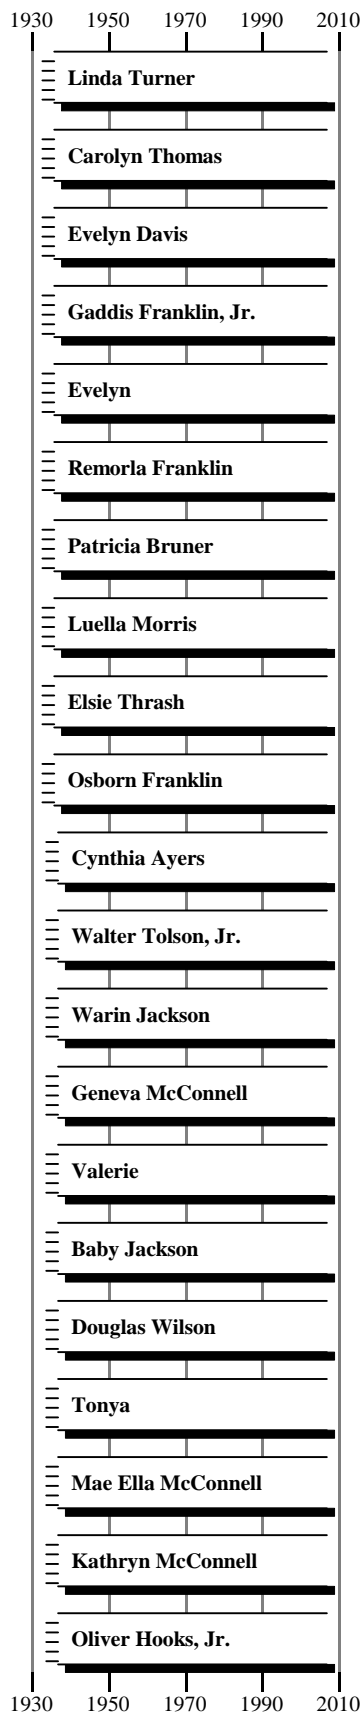 1930 1950 1970 1990 2010
Linda Turner
Carolyn Thomas
Evelyn Davis
Gaddis Franklin, Jr.
Evelyn
Remorla Franklin
Patricia Bruner
Luella Morris
Elsie Thrash
Osborn Franklin
Cynthia Ayers
Walter Tolson, Jr.
Warin Jackson
Geneva McConnell
Valerie
Baby Jackson
Douglas Wilson
Tonya
Mae Ella McConnell
Kathryn McConnell
Oliver Hooks, Jr.
1930 1950 1970 1990 2010